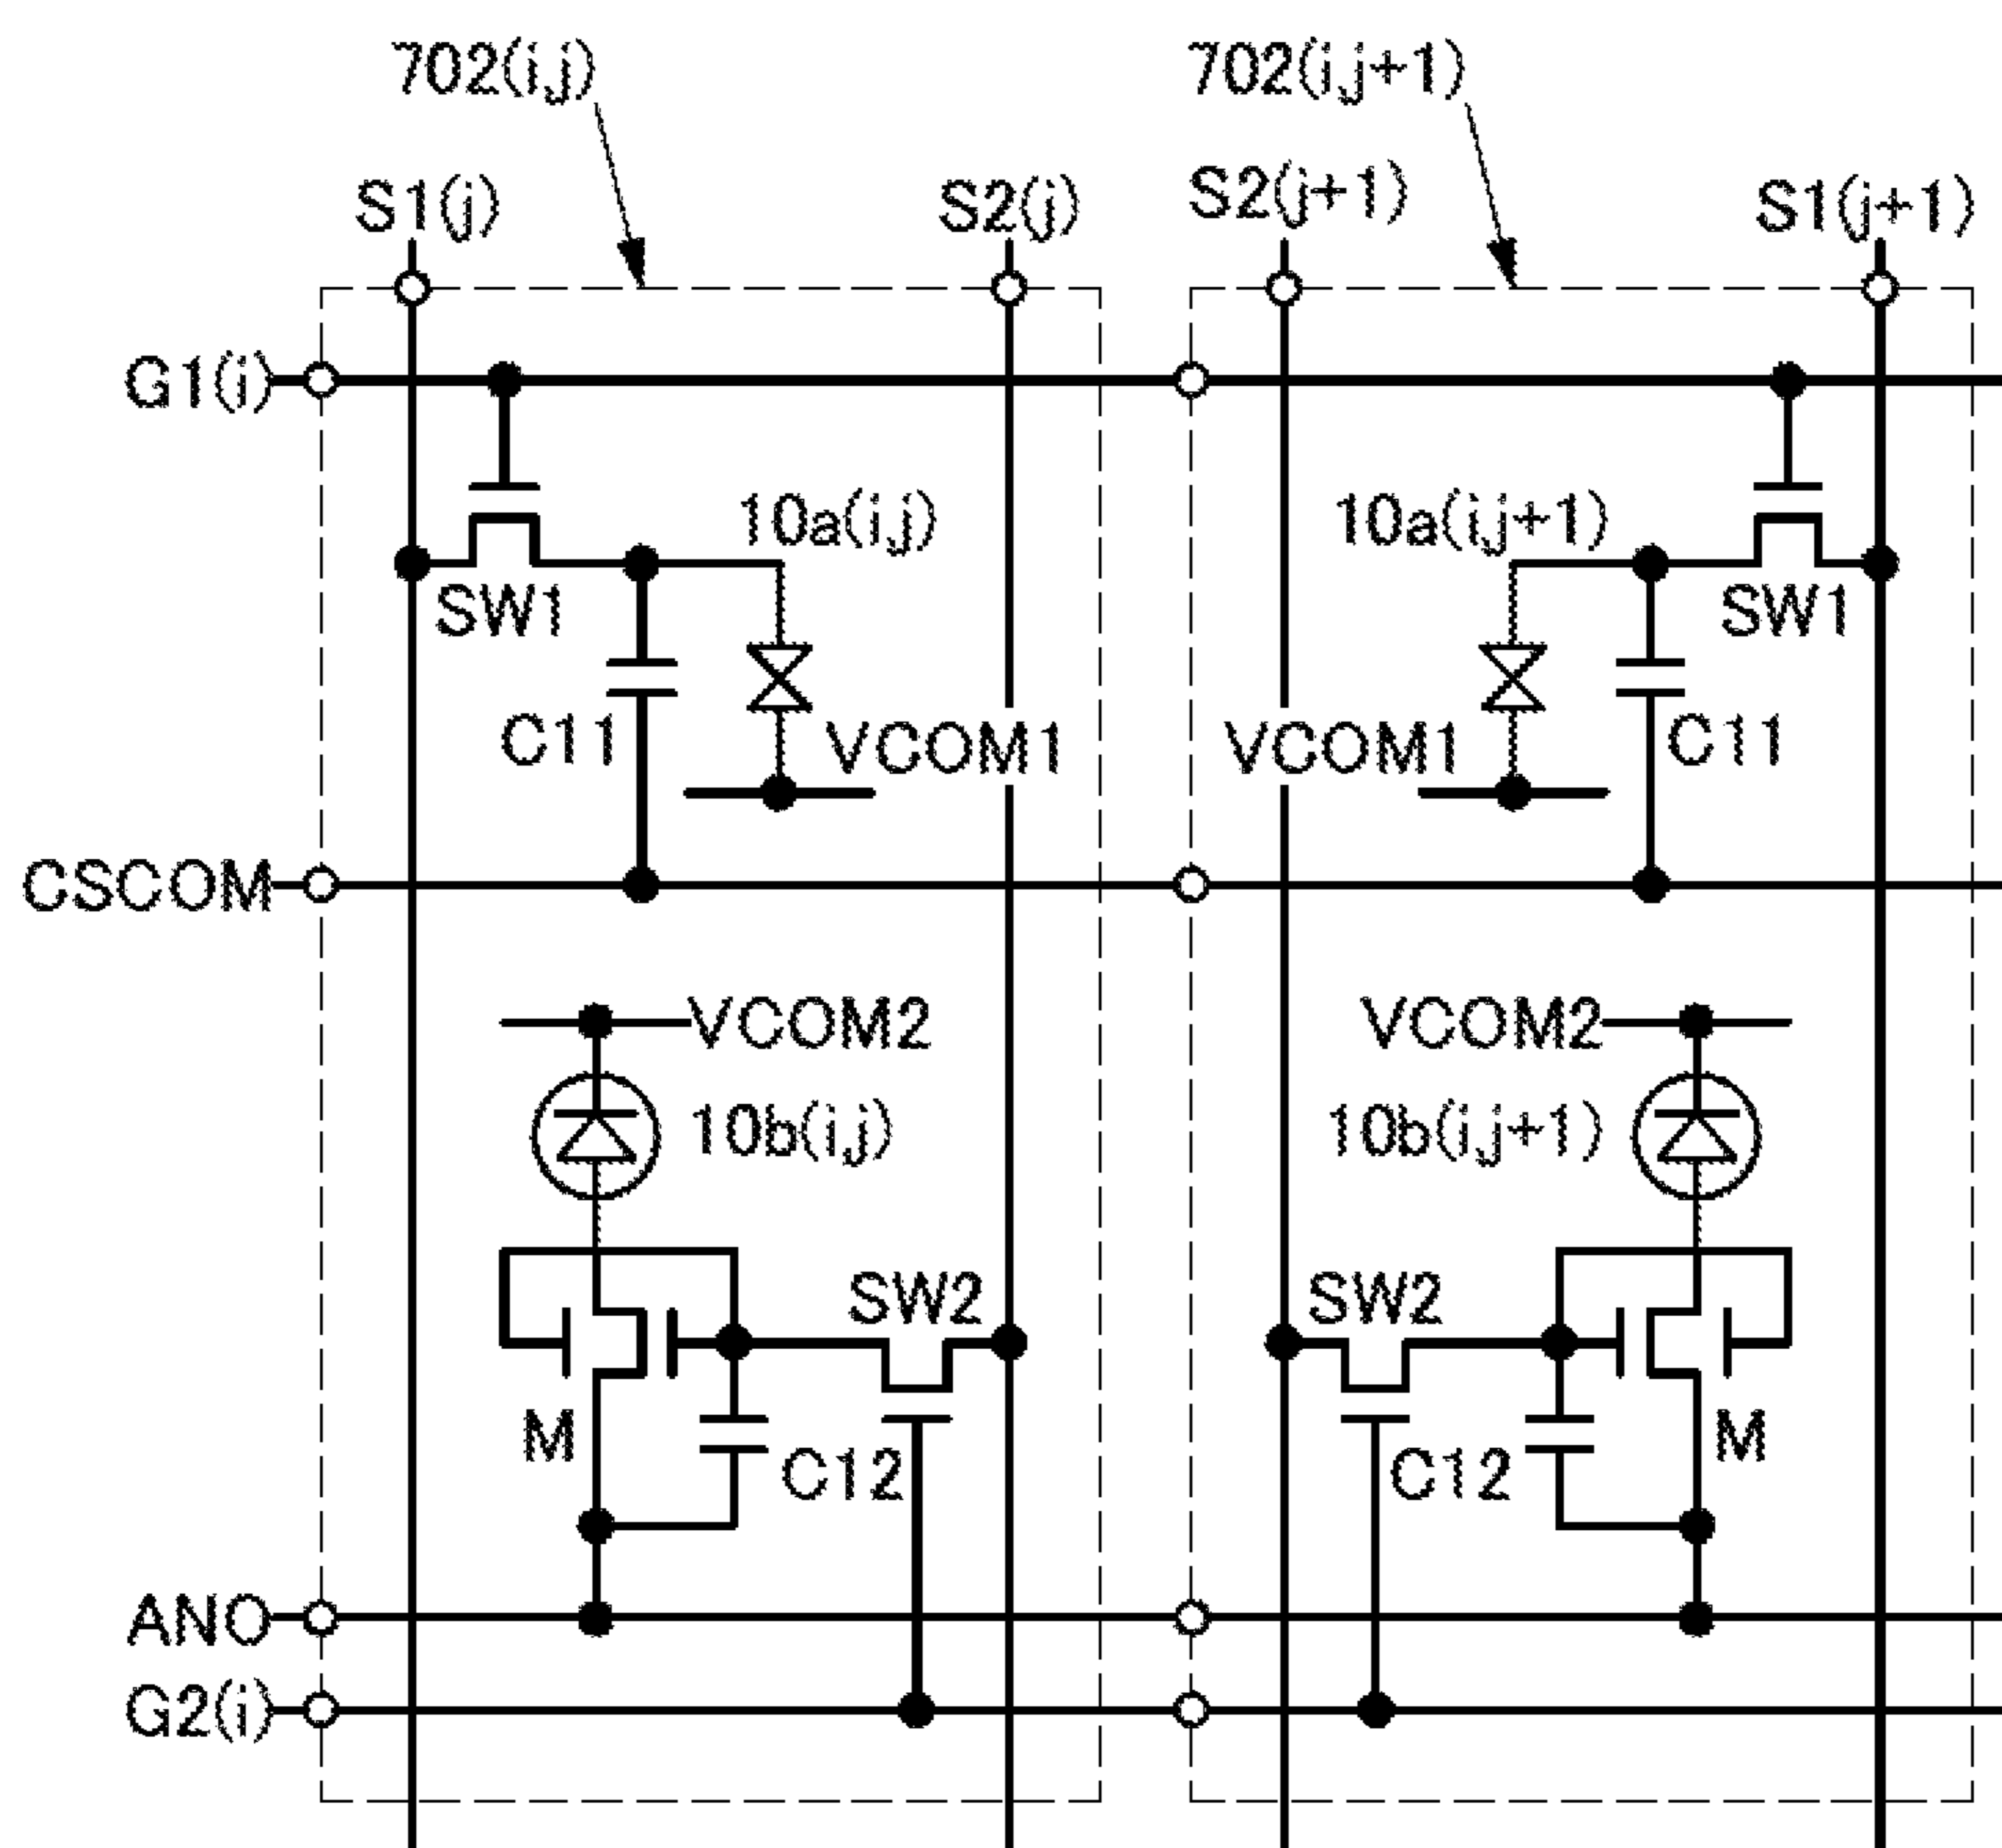 702(i,j) 702(i,j+1)
S1(j) S2(j) S2(j+1) S1(j+1)
G1(i)
10a(i,j) 10a(i,j+1)
SW1 SW1
C11 VCOM1 VCOM1 C11
CSCOM
VCOM2 VCOM2
10b(i,j) 10b(i,j+1)
SW2 SW2
M C12 C12 M
ANO
G2(i)